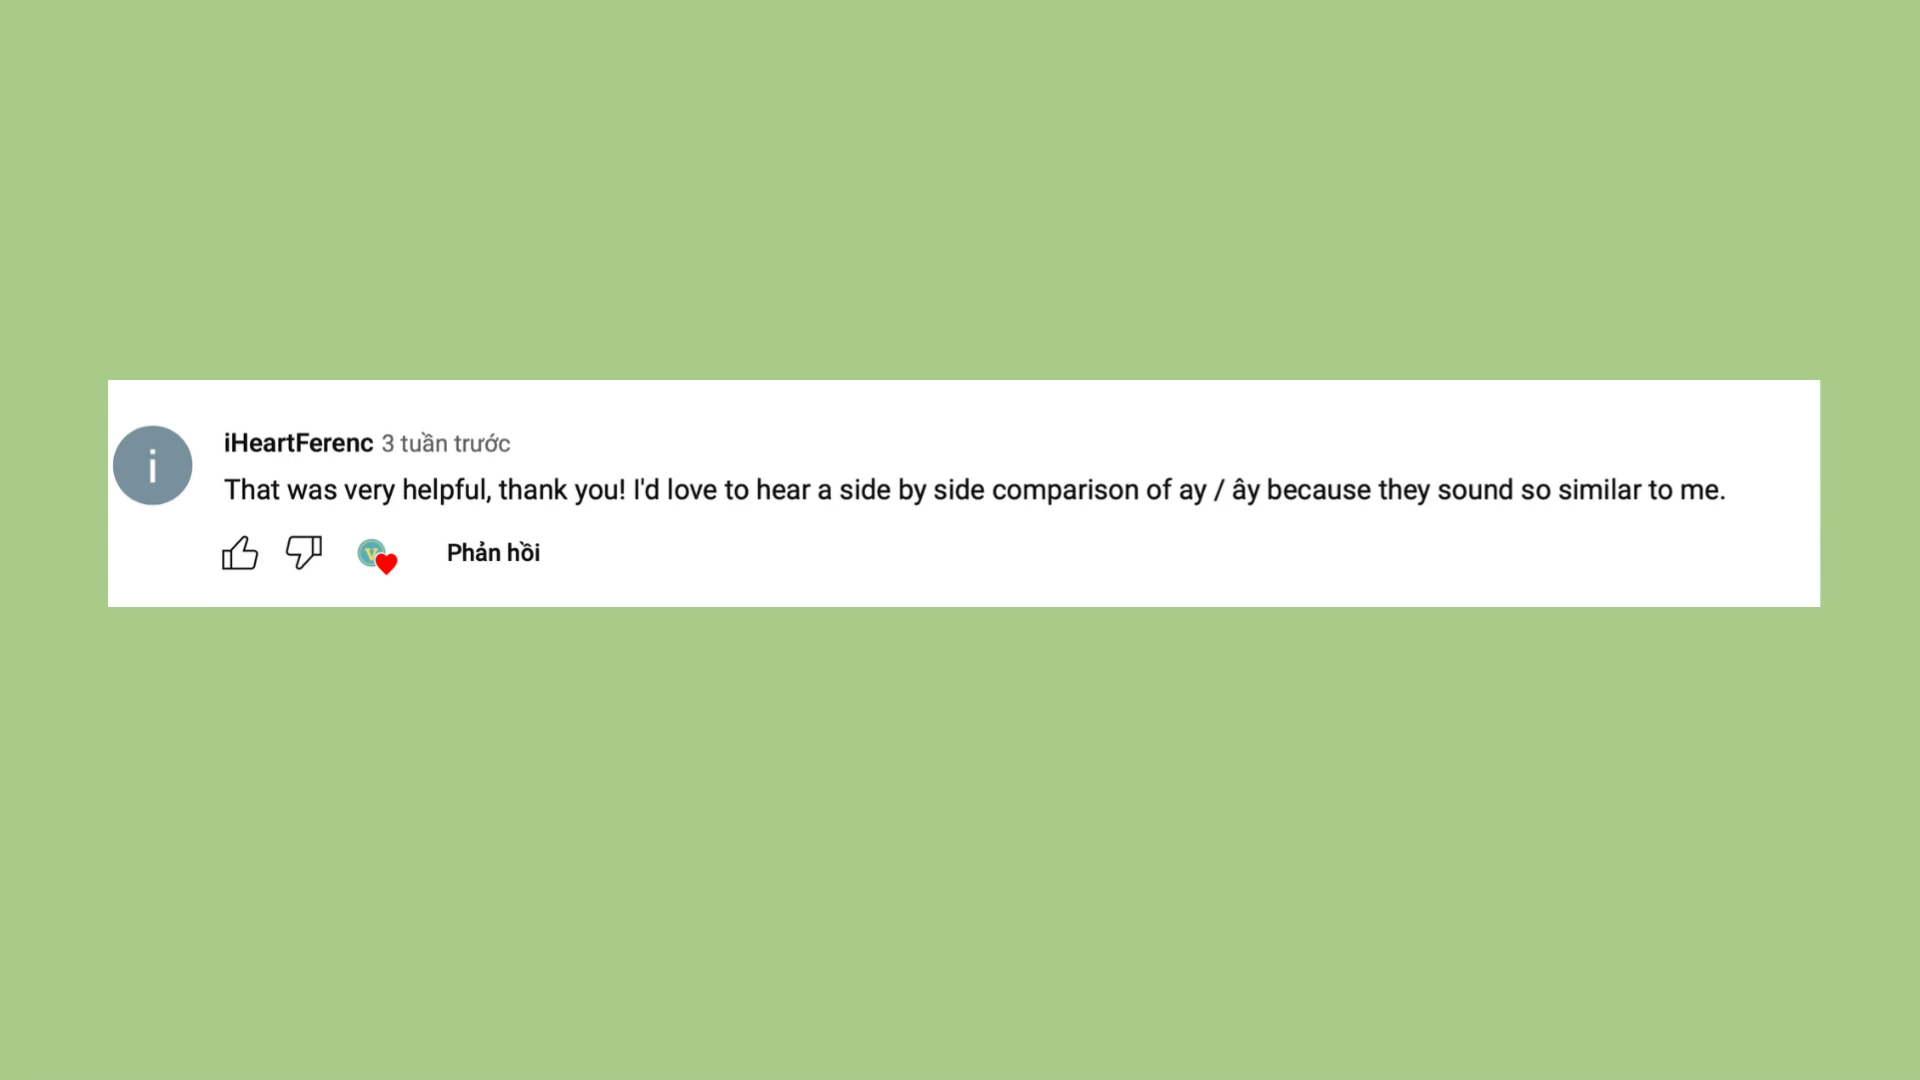 i
iHeartFerenc 3 tuần trước
That was very helpful, thank you! I'd love to hear a side by side comparison of ay / ây because they sound so similar to me.
V
Phản hồi